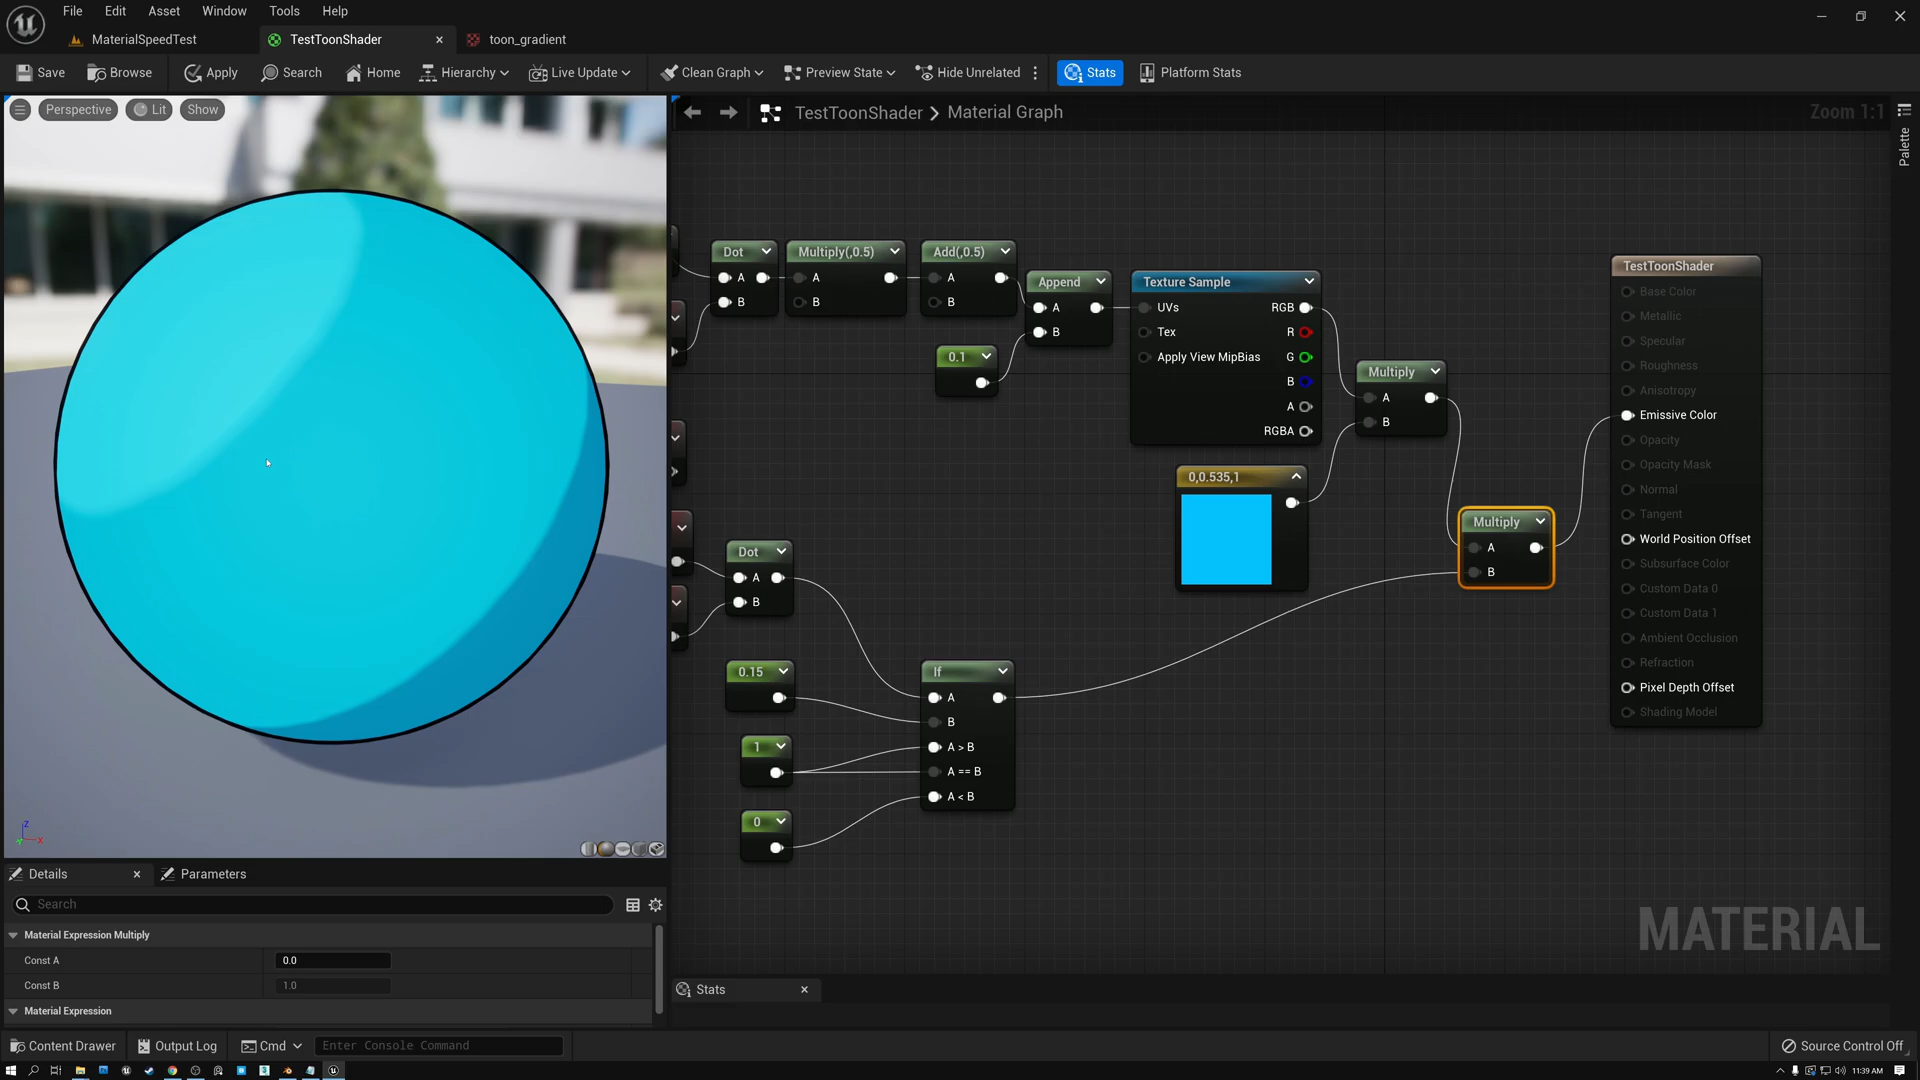 File Edit Asset Window Tools Help
MaterialSpeedTest TestToonShader toon_gradient
Save Browse Apply Search Home Hierarchy Live Update Clean Graph Preview State Hide Unrelated Stats Platform Stats
Perspective Lit Show
TestToonShader Material Graph
Zoom 1:1
Palette
Dot
A
B
Multiply(,0.5)
A
B
Add(,0.5)
A
B
Append
A
B
0.1
Texture Sample
UVs RGB
Tex R
Apply View MipBias G
B
A
RGBA
Multiply
A
B
0,0.535,1
Multiply
A
B
Dot
A
B
0.15
1
0
If
A
B
A > B
A == B
A < B
TestToonShader
Base Color
Metallic
Specular
Roughness
Anisotropy
Emissive Color
Opacity
Opacity Mask
Normal
Tangent
World Position Offset
Subsurface Color
Custom Data 0
Custom Data 1
Ambient Occlusion
Refraction
Pixel Depth Offset
Shading Model
MATERIAL
Z
X
Details Parameters
Search
Material Expression Multiply
Const A 0.0
Const B 1.0
Material Expression
Stats
Content Drawer Output Log Cmd Enter Console Command Source Control Off
11:39 AM